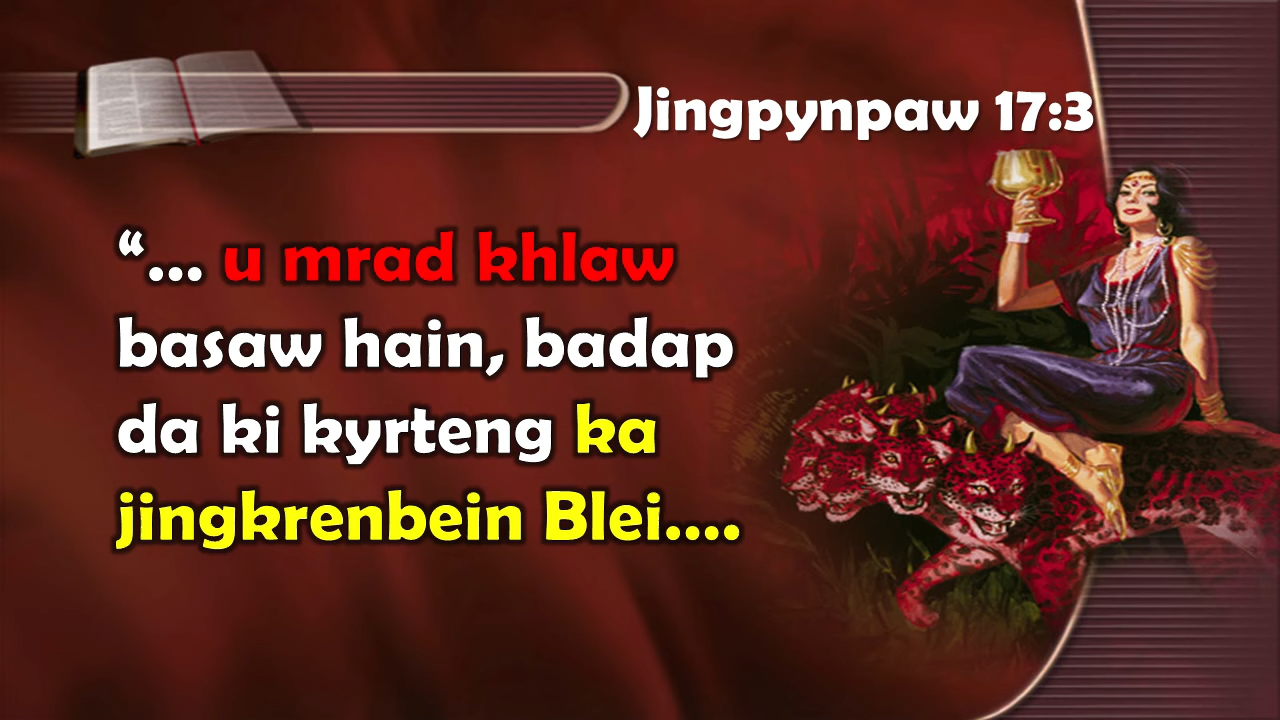 Jingpynpaw 17:3
“... u mrad khlaw
basaw hain, badap
da ki kyrteng ka
jingkrenbein Blei....